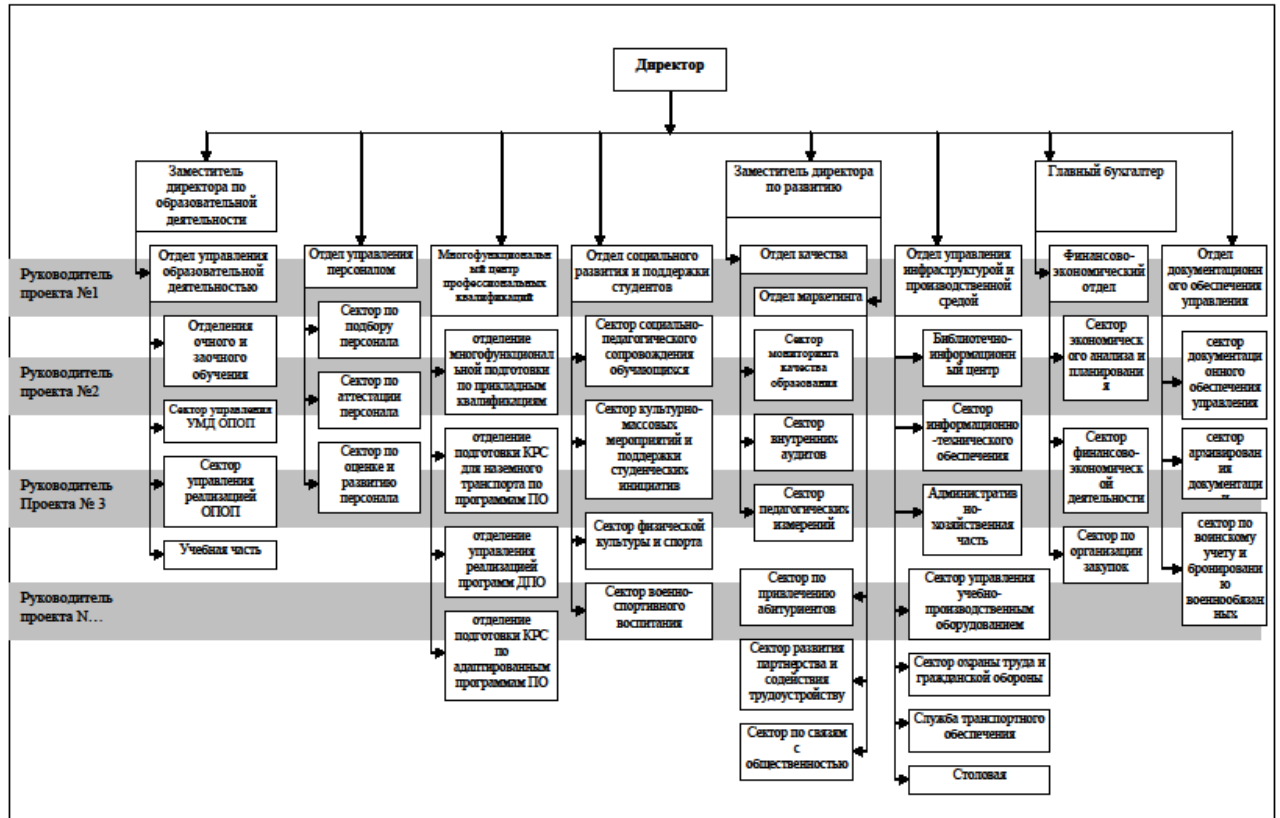 Директор
Заместитель
директора по
образовательной
деятельности
Заместитель директора
по развитию
Главный бухгалтер
Руководитель
проекта №1
Руководитель
проекта №2
Руководитель
Проекта № 3
Руководитель
проекта N…
Отдел управления
образовательной
деятельностью
Отделения
очного и
заочного
обучения
Сектор управления
УМД ОПОП
Сектор
управления
реализацией
ОПОП
Учебная часть
Отдел управления
персоналом
Сектор по
подбору
персонала
Сектор по
аттестации
персонала
Сектор по
оценке и
развитию
персонала
Многофункциональн
ый центр
профессиональных
квалификаций
отделение
многофункционал
ьной подготовки
по прикладным
квалификациям
отделение
подготовки КРС
для наземного
транспорта по
программам ПО
отделение
управления
реализацией
программ ДПО
отделение
подготовки КРС
по
адаптированным
программам ПО
Отдел социального
развития и поддержки
студентов
Сектор социально-
педагогического
сопровождения
обучающихся
Сектор культурно-
массовых
мероприятий и
поддержки
студенческих
инициатив
Сектор физической
культуры и спорта
Сектор военно-
спортивного
воспитания
Отдел качества
Отдел маркетинга
Сектор
мониторинга
качества
образования
Сектор
внутренних
аудитов
Сектор
педагогических
измерений
Сектор по
привлечению
абитуриентов
Сектор развития
партнерства и
содействия
трудоустройству
Сектор по связям
с
общественностью
Отдел управления
инфраструктурой и
производственной
средой
Библиотечно-
информационн
ый центр
Сектор
информационно
-технического
обеспечения
Административ
но-
хозяйственная
часть
Сектор управления
учебно-
производственным
оборудованием
Сектор охраны труда и
гражданской обороны
Служба транспортного
обеспечения
Столовая
Финансово-
экономический
отдел
Сектор
экономическ
ого анализа и
планировани
я
Сектор
финансово-
экономическ
ой
деятельности
Сектор по
организации
закупок
Отдел
документационн
ого обеспечения
управления
сектор
документаци
онного
обеспечения
управления
сектор
архивирован
ия
документаци
сектор по
воинскому
учету и
бронировани
ю
военнообязан
ных